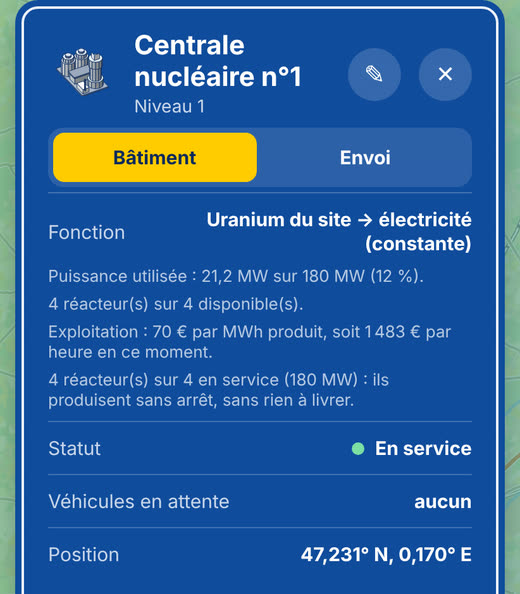 Centrale
nucléaire n°1
Niveau 1
Bâtiment
Envoi
Fonction
Uranium du site → électricité
(constante)
Puissance utilisée : 21,2 MW sur 180 MW (12 %).
4 réacteur(s) sur 4 disponible(s).
Exploitation : 70 € par MWh produit, soit 1 483 € par
heure en ce moment.
4 réacteur(s) sur 4 en service (180 MW) : ils
produisent sans arrêt, sans rien à livrer.
Statut
En service
Véhicules en attente
aucun
Position
47,231° N, 0,170° E